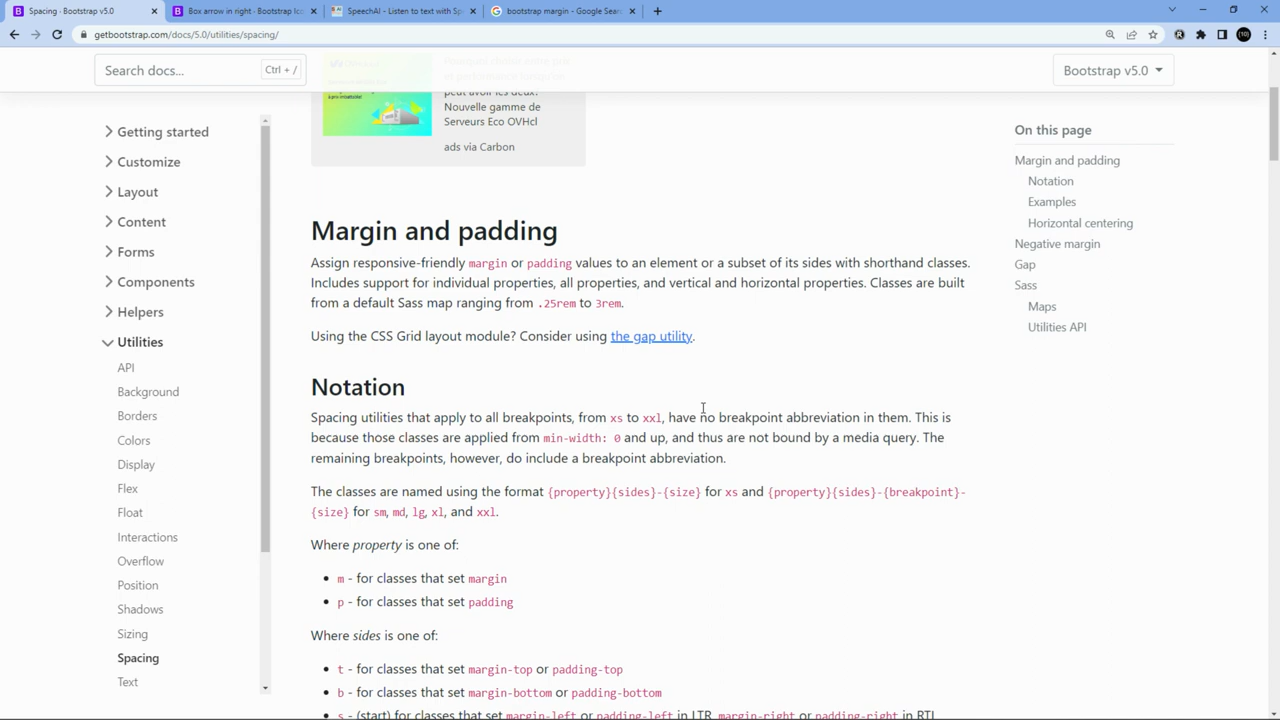 Spacing · Bootstrap v5.0
Box arrow in right · Bootstrap Ico
SpeechAI - Listen to text with Sp
bootstrap margin - Google Search
getbootstrap.com/docs/5.0/utilities/spacing/
Search docs...
Ctrl + /
Bootstrap v5.0
peut avoir les deux?
Nouvelle gamme de
Serveurs Eco OVHcl
ads via Carbon
Getting started
Customize
Layout
Content
Forms
Components
Helpers
Utilities
API
Background
Borders
Colors
Display
Flex
Float
Interactions
Overflow
Position
Shadows
Sizing
Spacing
Text
Margin and padding
Assign responsive-friendly margin or padding values to an element or a subset of its sides with shorthand classes.
Includes support for individual properties, all properties, and vertical and horizontal properties. Classes are built
from a default Sass map ranging from .25rem to 3rem.
Using the CSS Grid layout module? Consider using the gap utility.
Notation
Spacing utilities that apply to all breakpoints, from xs to xxl, have no breakpoint abbreviation in them. This is
because those classes are applied from min-width: 0 and up, and thus are not bound by a media query. The
remaining breakpoints, however, do include a breakpoint abbreviation.
The classes are named using the format {property}{sides}-{size} for xs and {property}{sides}-{breakpoint}-
{size} for sm, md, lg, xl, and xxl.
Where property is one of:
• m - for classes that set margin
• p - for classes that set padding
Where sides is one of:
• t - for classes that set margin-top or padding-top
• b - for classes that set margin-bottom or padding-bottom
• s - (start) for classes that set margin-left or padding-left in LTR, margin-right or padding-right in RTL
On this page
Margin and padding
Notation
Examples
Horizontal centering
Negative margin
Gap
Sass
Maps
Utilities API